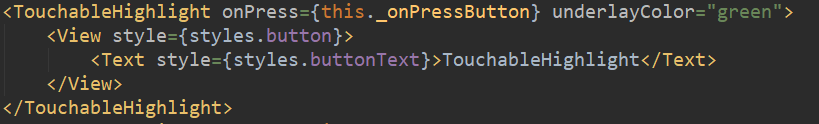 <TouchableHighlight onPress={this._onPressButton} underlayColor="green">
    <View style={styles.button}>
        <Text style={styles.buttonText}>TouchableHighlight</Text>
    </View>
</TouchableHighlight>